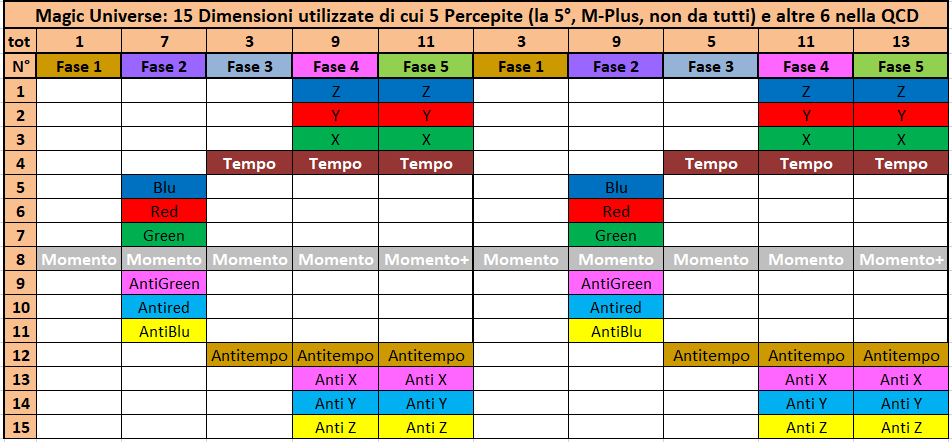 Magic Universe: 15 Dimensioni utilizzate di cui 5 Percepite (la 5°, M-Plus, non da tutti) e altre 6 nella QCD
tot 1 7 3 9 11 3 9 5 11 13
N° Fase 1 Fase 2 Fase 3 Fase 4 Fase 5 Fase 1 Fase 2 Fase 3 Fase 4 Fase 5
1 Z Z Z Z
2 Y Y Y Y
3 X X X X
4 Tempo Tempo Tempo Tempo Tempo Tempo
5 Blu Blu
6 Red Red
7 Green Green
8 Momento Momento Momento Momento Momento+ Momento Momento Momento Momento Momento+
9 AntiGreen AntiGreen
10 Antired Antired
11 AntiBlu AntiBlu
12 Antitempo Antitempo Antitempo Antitempo Antitempo Antitempo
13 Anti X Anti X Anti X Anti X
14 Anti Y Anti Y Anti Y Anti Y
15 Anti Z Anti Z Anti Z Anti Z